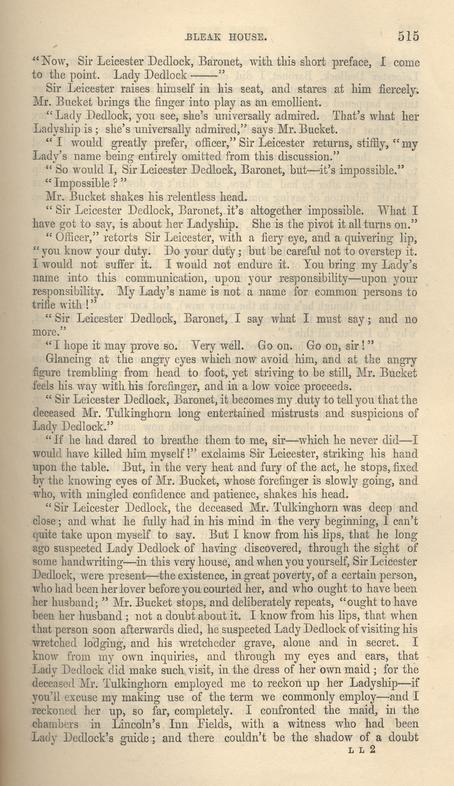 BLEAK HOUSE. 515
"Now, Sir Leicester Dedlock, Baronet, with this short preface, I come
to the point. Lady Dedlock ——"
Sir Leicester raises himself in his seat, and stares at him fiercely.
Mr. Bucket brings the finger into play as an emollient.
"Lady Dedlock, you see, she's universally admired. That's what her
Ladyship is; she's universally admired," says Mr. Bucket.
"I would greatly prefer, officer," Sir Leicester returns, stiffly, "my
Lady's name being entirely omitted from this discussion."
"So would I, Sir Leicester Dedlock, Baronet, but—it's impossible."
"Impossible?"
Mr. Bucket shakes his relentless head.
"Sir Leicester Dedlock, Baronet, it's altogether impossible. What I
have got to say, is about her Ladyship. She is the pivot it all turns on."
"Officer," retorts Sir Leicester, with a fiery eye, and a quivering lip,
"you know your duty. Do your duty; but be careful not to overstep it.
I would not suffer it. I would not endure it. You bring my Lady's
name into this communication, upon your responsibility—upon your
responsibility. My Lady's name is not a name for common persons to
trifle with!"
"Sir Leicester Dedlock, Baronet, I say what I must say; and no
more."
"I hope it may prove so. Very well. Go on. Go on, sir!"
Glancing at the angry eyes which now avoid him, and at the angry
figure trembling from head to foot, yet striving to be still, Mr. Bucket
feels his way with his forefinger, and in a low voice proceeds.
"Sir Leicester Dedlock, Baronet, it becomes my duty to tell you that the
deceased Mr. Tulkinghorn long entertained mistrusts and suspicions of
Lady Dedlock."
"If he had dared to breathe them to me, sir—which he never did—I
would have killed him myself!" exclaims Sir Leicester, striking his hand
upon the table. But, in the very heat and fury of the act, he stops, fixed
by the knowing eyes of Mr. Bucket, whose forefinger is slowly going, and
who, with mingled confidence and patience, shakes his head.
"Sir Leicester Dedlock, the deceased Mr. Tulkinghorn was deep and
close; and what he fully had in his mind in the very beginning, I can't
quite take upon myself to say. But I know from his lips, that he long
ago suspected Lady Dedlock of having discovered, through the sight of
some handwriting—in this very house, and when you yourself, Sir Leicester
Dedlock, were present—the existence, in great poverty, of a certain person,
who had been her lover before you courted her, and who ought to have been
her husband;" Mr. Bucket stops, and deliberately repeats, "ought to have
been her husband; not a doubt about it. I know from his lips, that when
that person soon afterwards died, he suspected Lady Dedlock of visiting his
wretched lodging, and his wretcheder grave, alone and in secret. I
know from my own inquiries, and through my eyes and ears, that
Lady Dedlock did make such visit, in the dress of her own maid; for the
deceased Mr. Tulkinghorn employed me to reckon up her Ladyship—if
you'll excuse my making use of the term we commonly employ—and I
reckoned her up, so far, completely. I confronted the maid, in the
chambers in Lincoln's Inn Fields, with a witness who had been
Lady Dedlock's guide; and there couldn't be the shadow of a doubt
L L 2